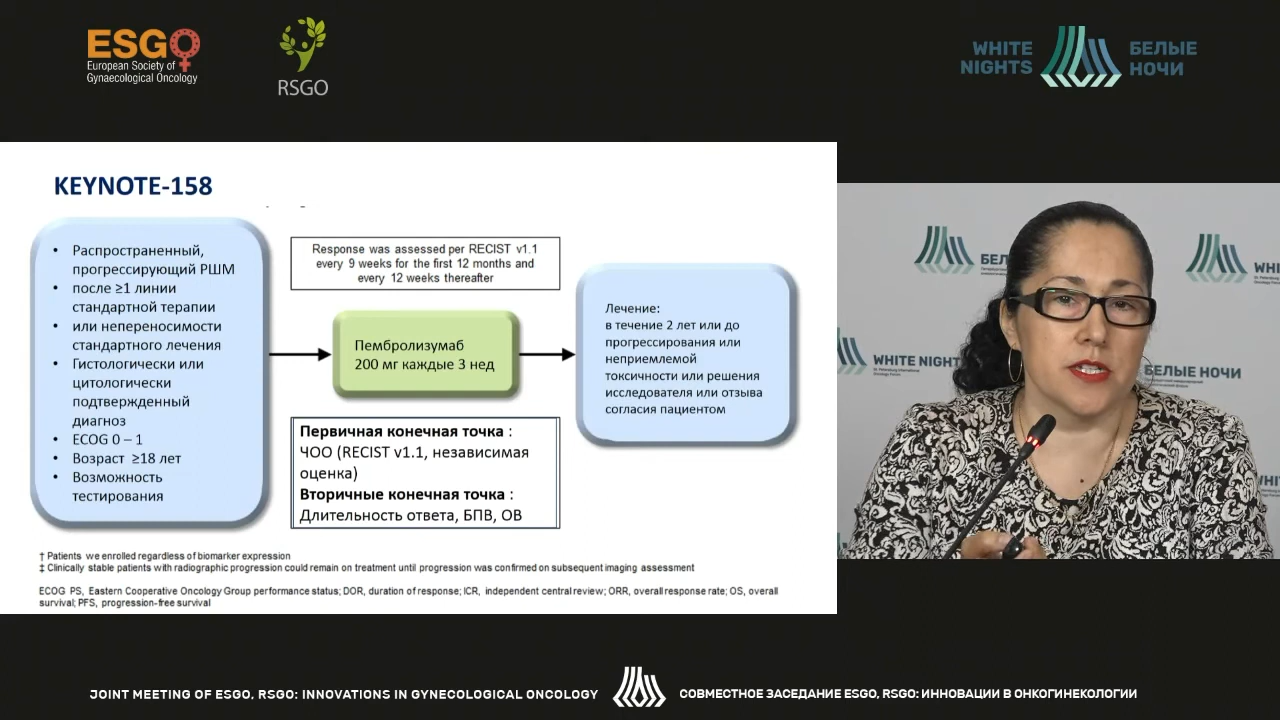 ESGO
European Society of
Gynaecological Oncology
RSGO
WHITE
NIGHTS
БЕЛЫЕ
НОЧИ
KEYNOTE-158
• Распространенный,
прогрессирующий РШМ
• после ≥1 линии
стандартной терапии
• или непереносимости
стандартного лечения
• Гистологически или
цитологически
подтвержденный
диагноз
• ECOG 0 – 1
• Возраст ≥18 лет
• Возможность
тестирования
Response was assessed per RECIST v1.1
every 9 weeks for the first 12 months and
every 12 weeks thereafter
Пембролизумаб
200 мг каждые 3 нед
Первичная конечная точка :
ЧОО (RECIST v1.1, независимая
оценка)
Вторичные конечная точка :
Длительность ответа, БПВ, ОВ
Лечение:
в течение 2 лет или до
прогрессирования или
неприемлемой
токсичности или решения
исследователя или отзыва
согласия пациентом
† Patients we enrolled regardless of biomarker expression
‡ Clinically stable patients with radiographic progression could remain on treatment until progression was confirmed on subsequent imaging assessment
ECOG PS, Eastern Cooperative Oncology Group performance status; DOR, duration of response; ICR, independent central review; ORR, overall response rate; OS, overall
survival; PFS, progression-free survival
WHITE NIGHT
БЕЛЫЕ НОЧИ
JOINT MEETING OF ESGO, RSGO: INNOVATIONS IN GYNECOLOGICAL ONCOLOGY
СОВМЕСТНОЕ ЗАСЕДАНИЕ ESGO, RSGO: ИННОВАЦИИ В ОНКОГИНЕКОЛОГИИ